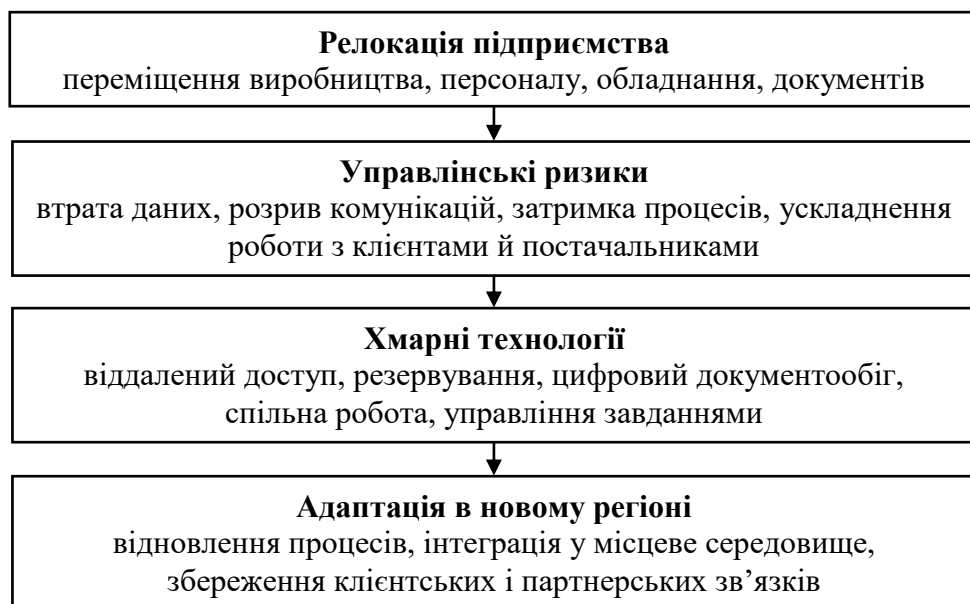 Релокація підприємства
переміщення виробництва, персоналу, обладнання, документів
Управлінські ризики
втрата даних, розрив комунікацій, затримка процесів, ускладнення
роботи з клієнтами й постачальниками
Хмарні технології
віддалений доступ, резервування, цифровий документообіг,
спільна робота, управління завданнями
Адаптація в новому регіоні
відновлення процесів, інтеграція у місцеве середовище,
збереження клієнтських і партнерських зв’язків